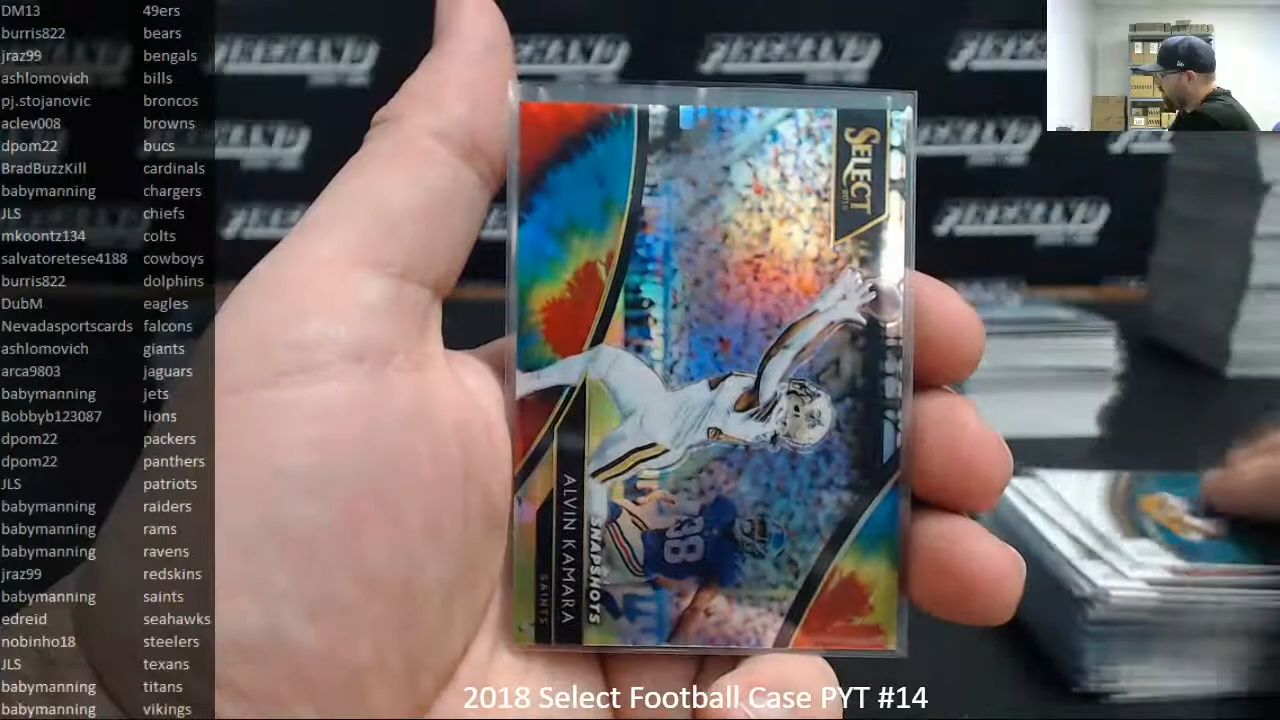 DM13 49ers
burris822 bears
jraz99 bengals
ashlomovich bills
pj.stojanovic broncos
aclev008 browns
dpom22 bucs
BradBuzzKill cardinals
babymanning chargers
JLS chiefs
mkoontz134 colts
salvatoretese4188 cowboys
burris822 dolphins
DubM eagles
Nevadasportscards falcons
ashlomovich giants
arca9803 jaguars
babymanning jets
Bobbyb123087 lions
dpom22 packers
dpom22 panthers
JLS patriots
babymanning raiders
babymanning rams
babymanning ravens
jraz99 redskins
babymanning saints
edreid seahawks
nobinho18 steelers
JLS texans
babymanning titans
babymanning vikings
SELECT
2018
38
SNAPSHOTS
ALVIN KAMARA
SAINTS
2018 Select Football Case PYT #14